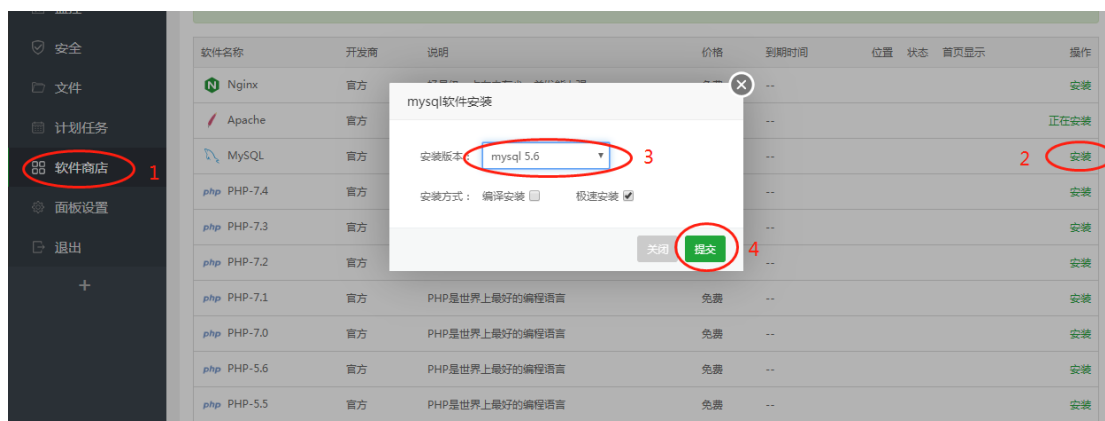 安全
文件
计划任务
软件商店 1
面板设置
退出
+
软件名称 开发商 说明 价格 到期时间 位置 状态 首页显示 操作
Nginx 官方 -- 安装
Apache 官方 -- 正在安装
MySQL 官方 -- 2 安装
php PHP-7.4 官方 -- 安装
php PHP-7.3 官方 -- 安装
php PHP-7.2 官方 -- 安装
php PHP-7.1 官方 PHP是世界上最好的编程语言 免费 -- 安装
php PHP-7.0 官方 PHP是世界上最好的编程语言 免费 -- 安装
php PHP-5.6 官方 PHP是世界上最好的编程语言 免费 -- 安装
php PHP-5.5 官方 PHP是世界上最好的编程语言 免费 -- 安装
mysql软件安装
安装版本： mysql 5.6 3
安装方式： 编译安装 极速安装
关闭 提交 4